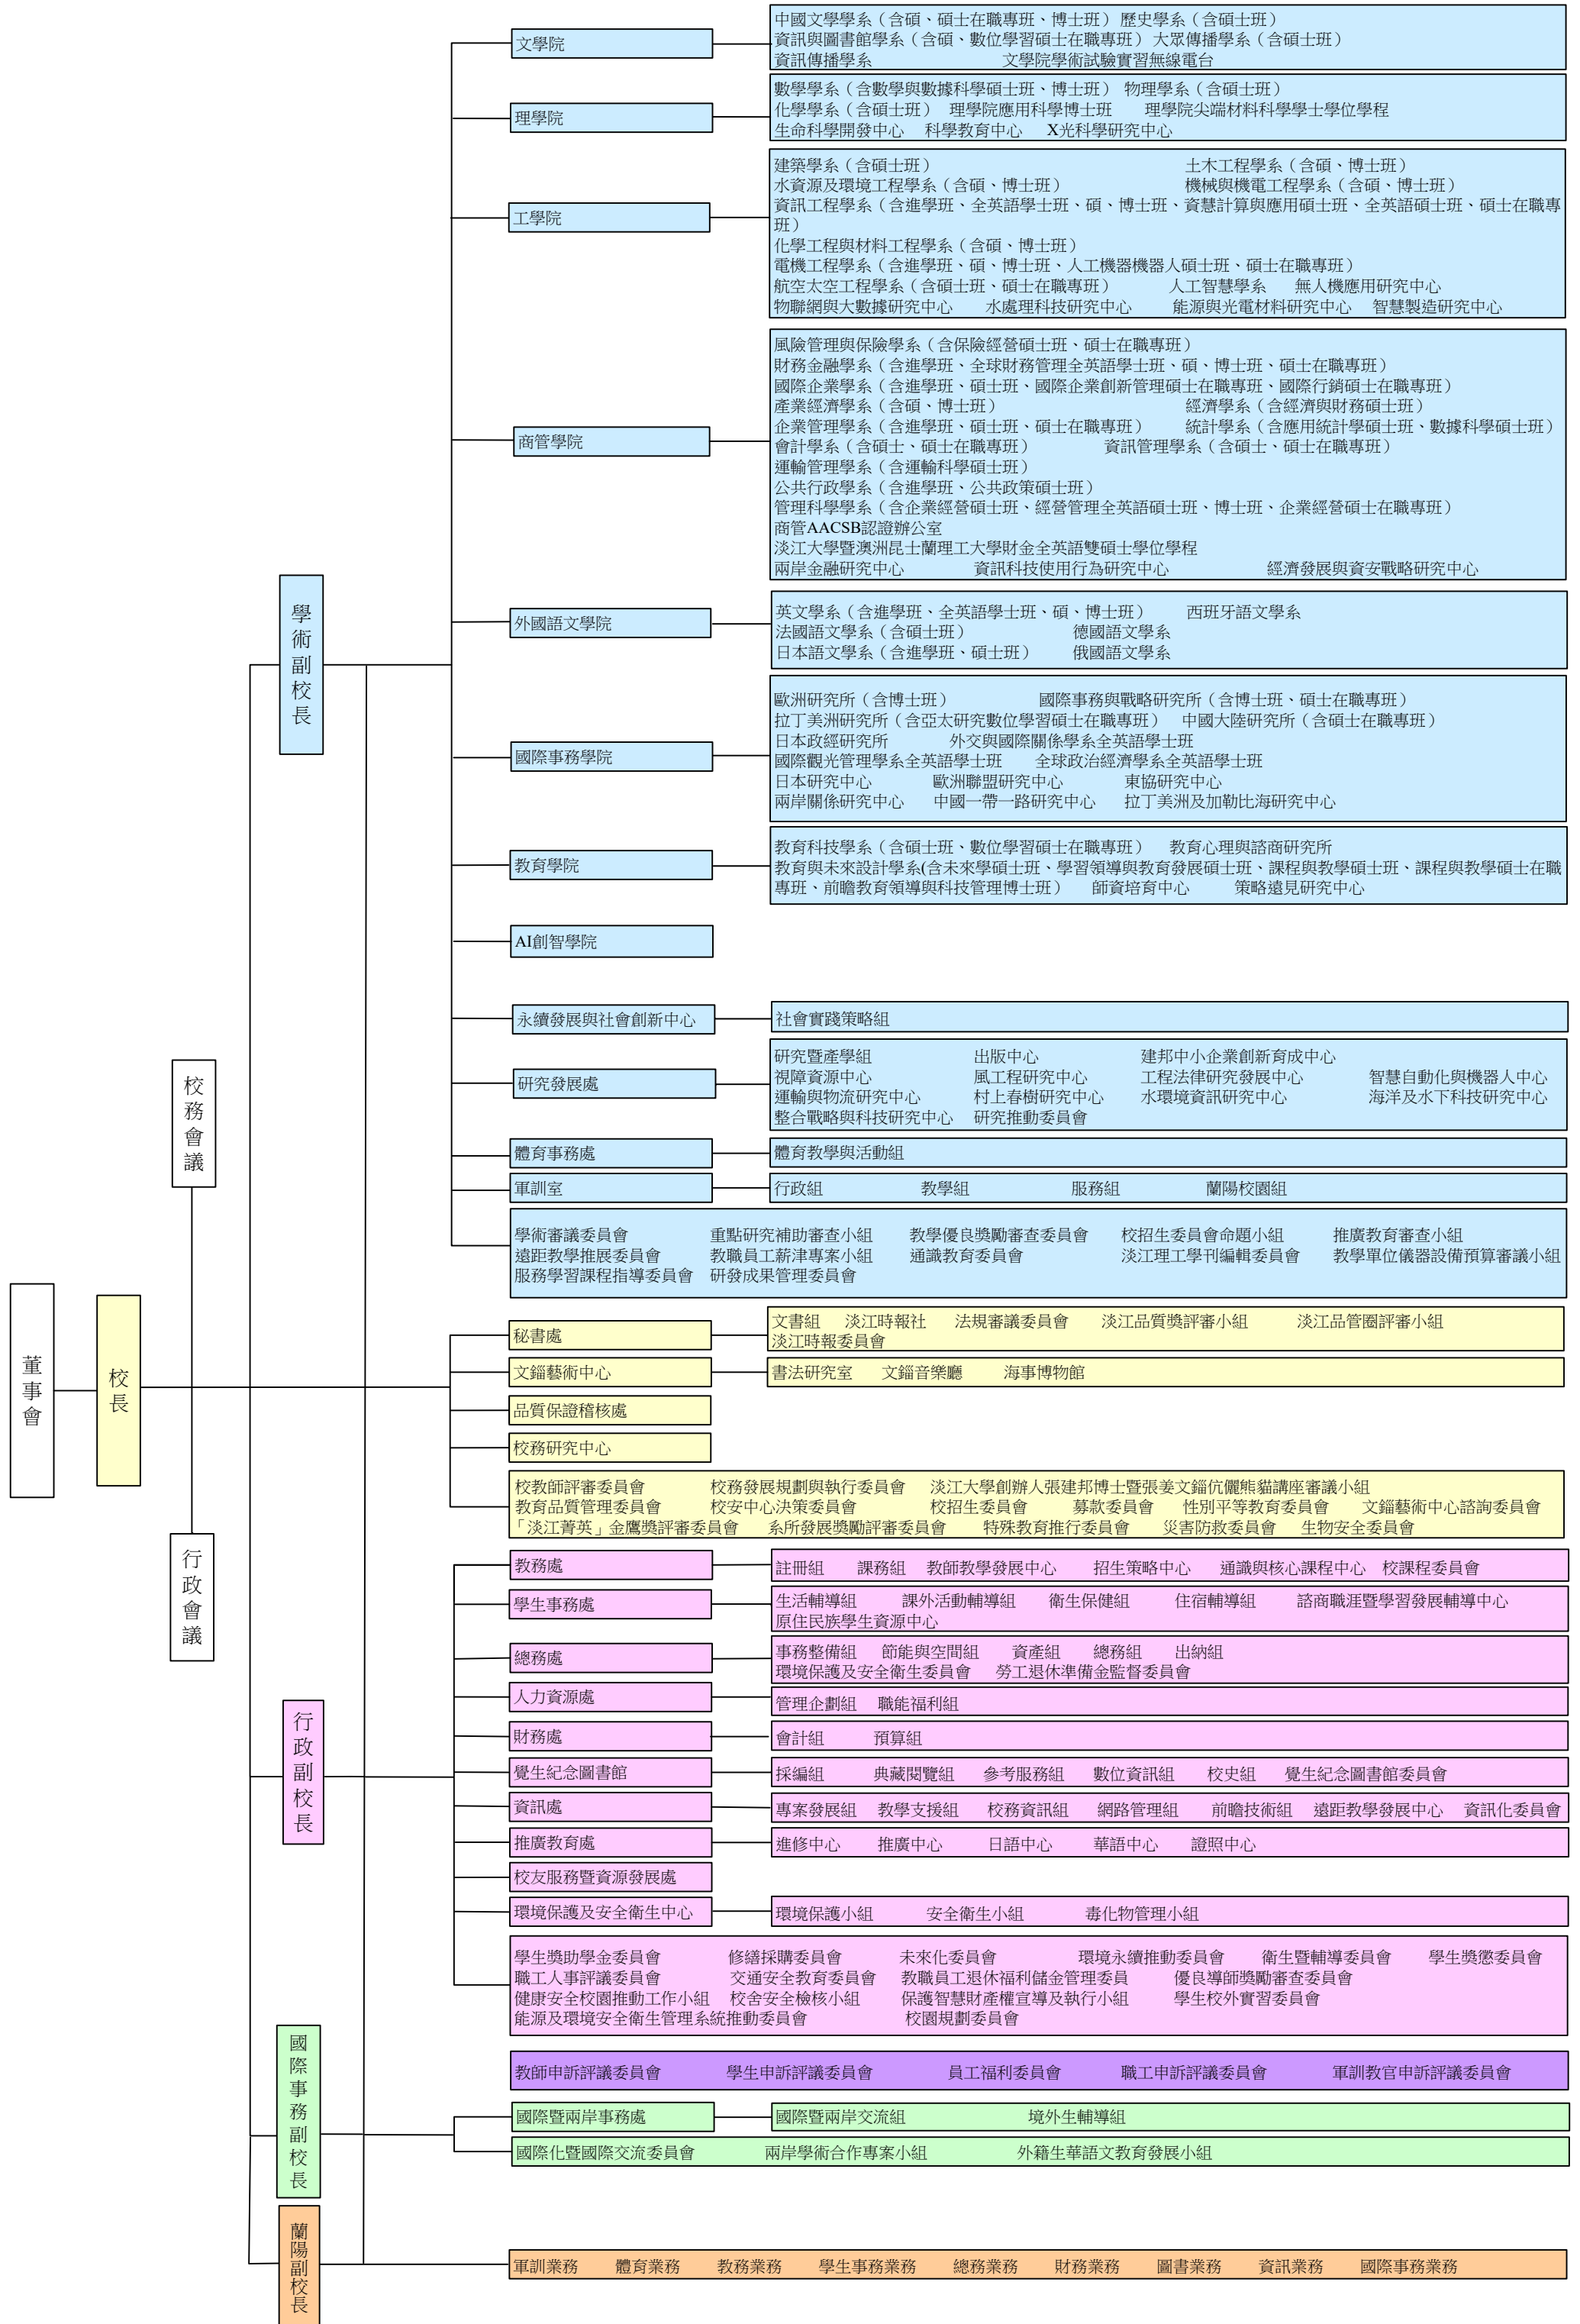 董事會
校長
校務會議
行政會議
學術副校長
文學院
中國文學學系（含碩、碩士在職專班、博士班）歷史學系（含碩士班）
資訊與圖書館學系（含碩、數位學習碩士在職專班）大眾傳播學系（含碩士班）
資訊傳播學系 文學院學術試驗實習無線電台
理學院
數學學系（含數學與數據科學碩士班、博士班） 物理學系（含碩士班）
化學學系（含碩士班） 理學院應用科學博士班 理學院尖端材料科學學士學位學程
生命科學開發中心 科學教育中心 X光科學研究中心
工學院
建築學系（含碩士班） 土木工程學系（含碩、博士班）
水資源及環境工程學系（含碩、博士班） 機械與機電工程學系（含碩、博士班）
資訊工程學系（含進學班、全英語學士班、碩、博士班、資慧計算與應用碩士班、全英語碩士班、碩士在職專
班）
化學工程與材料工程學系（含碩、博士班）
電機工程學系（含進學班、碩、博士班、人工機器機器人碩士班、碩士在職專班）
航空太空工程學系（含碩士班、碩士在職專班） 人工智慧學系 無人機應用研究中心
物聯網與大數據研究中心 水處理科技研究中心 能源與光電材料研究中心 智慧製造研究中心
商管學院
風險管理與保險學系（含保險經營碩士班、碩士在職專班）
財務金融學系（含進學班、全球財務管理全英語學士班、碩、博士班、碩士在職專班）
國際企業學系（含進學班、碩士班、國際企業創新管理碩士在職專班、國際行銷碩士在職專班）
產業經濟學系（含碩、博士班） 經濟學系（含經濟與財務碩士班）
企業管理學系（含進學班、碩士班、碩士在職專班） 統計學系（含應用統計學碩士班、數據科學碩士班）
會計學系（含碩士、碩士在職專班） 資訊管理學系（含碩士、碩士在職專班）
運輸管理學系（含運輸科學碩士班）
公共行政學系（含進學班、公共政策碩士班）
管理科學學系（含企業經營碩士班、經營管理全英語碩士班、博士班、企業經營碩士在職專班）
商管AACSB認證辦公室
淡江大學暨澳洲昆士蘭理工大學財金全英語雙碩士學位學程
兩岸金融研究中心 資訊科技使用行為研究中心 經濟發展與資安戰略研究中心
外國語文學院
英文學系（含進學班、全英語學士班、碩、博士班） 西班牙語文學系
法國語文學系（含碩士班） 德國語文學系
日本語文學系（含進學班、碩士班） 俄國語文學系
國際事務學院
歐洲研究所（含博士班） 國際事務與戰略研究所（含博士班、碩士在職專班）
拉丁美洲研究所（含亞太研究數位學習碩士在職專班） 中國大陸研究所（含碩士在職專班）
日本政經研究所 外交與國際關係學系全英語學士班
國際觀光管理學系全英語學士班 全球政治經濟學系全英語學士班
日本研究中心 歐洲聯盟研究中心 東協研究中心
兩岸關係研究中心 中國一帶一路研究中心 拉丁美洲及加勒比海研究中心
教育學院
教育科技學系（含碩士班、數位學習碩士在職專班） 教育心理與諮商研究所
教育與未來設計學系(含未來學碩士班、學習領導與教育發展碩士班、課程與教學碩士班、課程與教學碩士在職
專班、前瞻教育領導與科技管理博士班） 師資培育中心 策略遠見研究中心
AI創智學院
永續發展與社會創新中心
社會實踐策略組
研究發展處
研究暨產學組 出版中心 建邦中小企業創新育成中心
視障資源中心 風工程研究中心 工程法律研究發展中心 智慧自動化與機器人中心
運輸與物流研究中心 村上春樹研究中心 水環境資訊研究中心 海洋及水下科技研究中心
整合戰略與科技研究中心 研究推動委員會
體育事務處
體育教學與活動組
軍訓室
行政組 教學組 服務組 蘭陽校園組
學術審議委員會 重點研究補助審查小組 教學優良獎勵審查委員會 校招生委員會命題小組 推廣教育審查小組
遠距教學推展委員會 教職員工薪津專案小組 通識教育委員會 淡江理工學刊編輯委員會 教學單位儀器設備預算審議小組
服務學習課程指導委員會 研發成果管理委員會
秘書處
文書組 淡江時報社 法規審議委員會 淡江品質獎評審小組 淡江品管圈評審小組
淡江時報委員會
文錙藝術中心
書法研究室 文錙音樂廳 海事博物館
品質保證稽核處
校務研究中心
校教師評審委員會 校務發展規劃與執行委員會 淡江大學創辦人張建邦博士暨張姜文錙伉儷熊貓講座審議小組
教育品質管理委員會 校安中心決策委員會 校招生委員會 募款委員會 性別平等教育委員會 文錙藝術中心諮詢委員會
「淡江菁英」金鷹獎評審委員會 系所發展獎勵評審委員會 特殊教育推行委員會 災害防救委員會 生物安全委員會
行政副校長
教務處
註冊組 課務組 教師教學發展中心 招生策略中心 通識與核心課程中心 校課程委員會
學生事務處
生活輔導組 課外活動輔導組 衛生保健組 住宿輔導組 諮商職涯暨學習發展輔導中心
原住民族學生資源中心
總務處
事務整備組 節能與空間組 資產組 總務組 出納組
環境保護及安全衛生委員會 勞工退休準備金監督委員會
人力資源處
管理企劃組 職能福利組
財務處
會計組 預算組
覺生紀念圖書館
採編組 典藏閱覽組 參考服務組 數位資訊組 校史組 覺生紀念圖書館委員會
資訊處
專案發展組 教學支援組 校務資訊組 網路管理組 前瞻技術組 遠距教學發展中心 資訊化委員會
推廣教育處
進修中心 推廣中心 日語中心 華語中心 證照中心
校友服務暨資源發展處
環境保護及安全衛生中心
環境保護小組 安全衛生小組 毒化物管理小組
學生獎助學金委員會 修繕採購委員會 未來化委員會 環境永續推動委員會 衛生暨輔導委員會 學生獎懲委員會
職工人事評議委員會 交通安全教育委員會 教職員工退休福利儲金管理委員 優良導師獎勵審查委員會
健康安全校園推動工作小組 校舍安全檢核小組 保護智慧財產權宣導及執行小組 學生校外實習委員會
能源及環境安全衛生管理系統推動委員會 校園規劃委員會
教師申訴評議委員會 學生申訴評議委員會 員工福利委員會 職工申訴評議委員會 軍訓教官申訴評議委員會
國際事務副校長
國際暨兩岸事務處
國際暨兩岸交流組 境外生輔導組
國際化暨國際交流委員會 兩岸學術合作專案小組 外籍生華語文教育發展小組
蘭陽副校長
軍訓業務 體育業務 教務業務 學生事務業務 總務業務 財務業務 圖書業務 資訊業務 國際事務業務